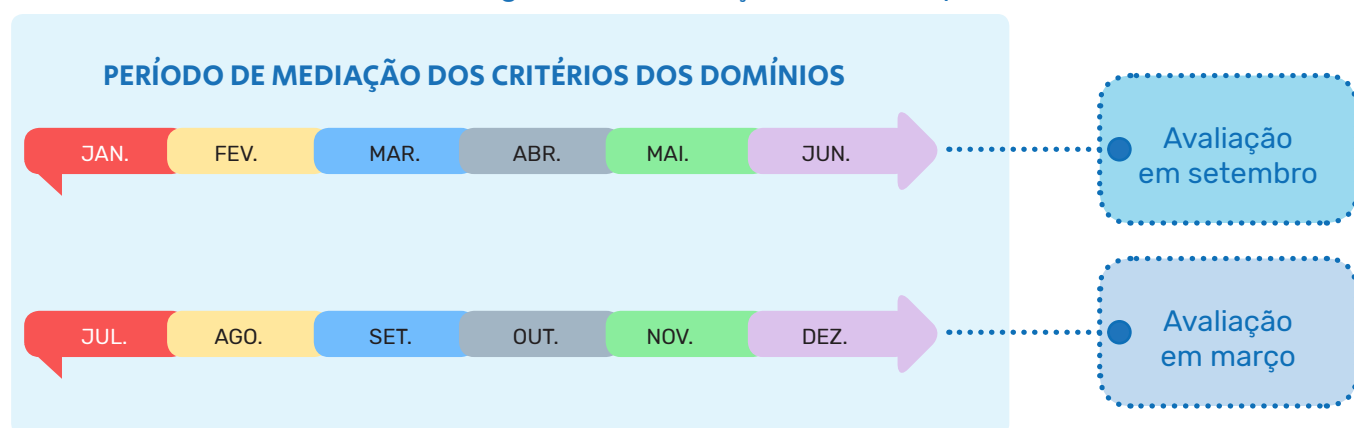 PERÍODO DE MEDIAÇÃO DOS CRITÉRIOS DOS DOMÍNIOS
JAN. FEV. MAR. ABR. MAI. JUN.
Avaliação
em setembro
JUL. AGO. SET. OUT. NOV. DEZ.
Avaliação
em março